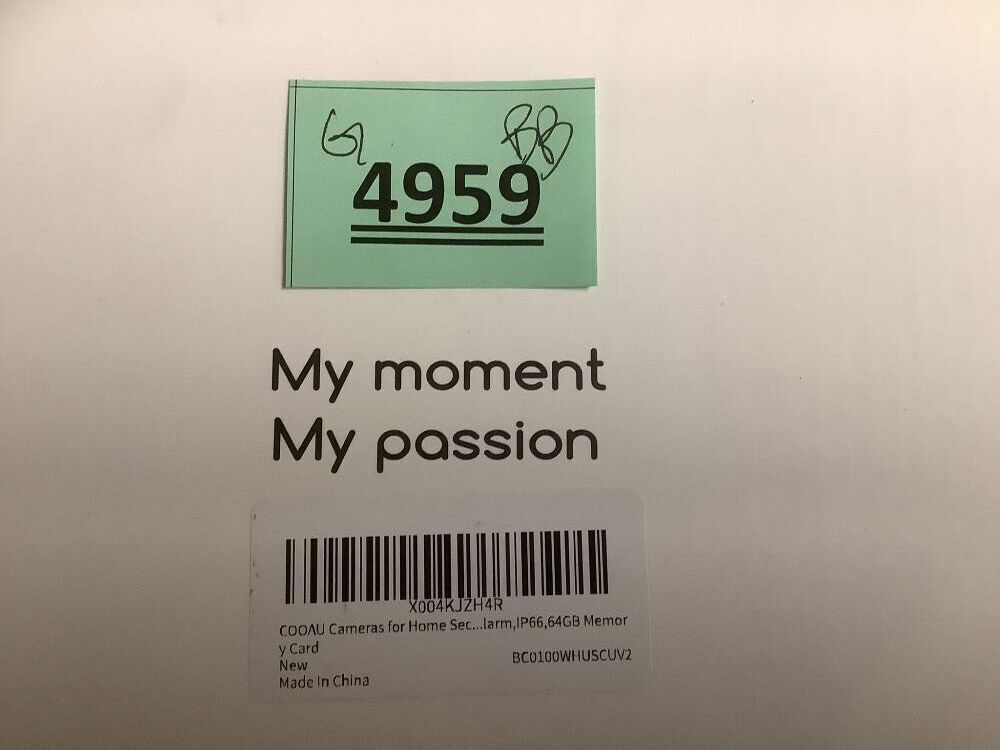 G BB
4959
My moment
My passion
X004KJZH4R
COOAU Cameras for Home Sec...larm,IP66,64GB Memor
y Card
New
BC0100WHUSCUV2
Made In China